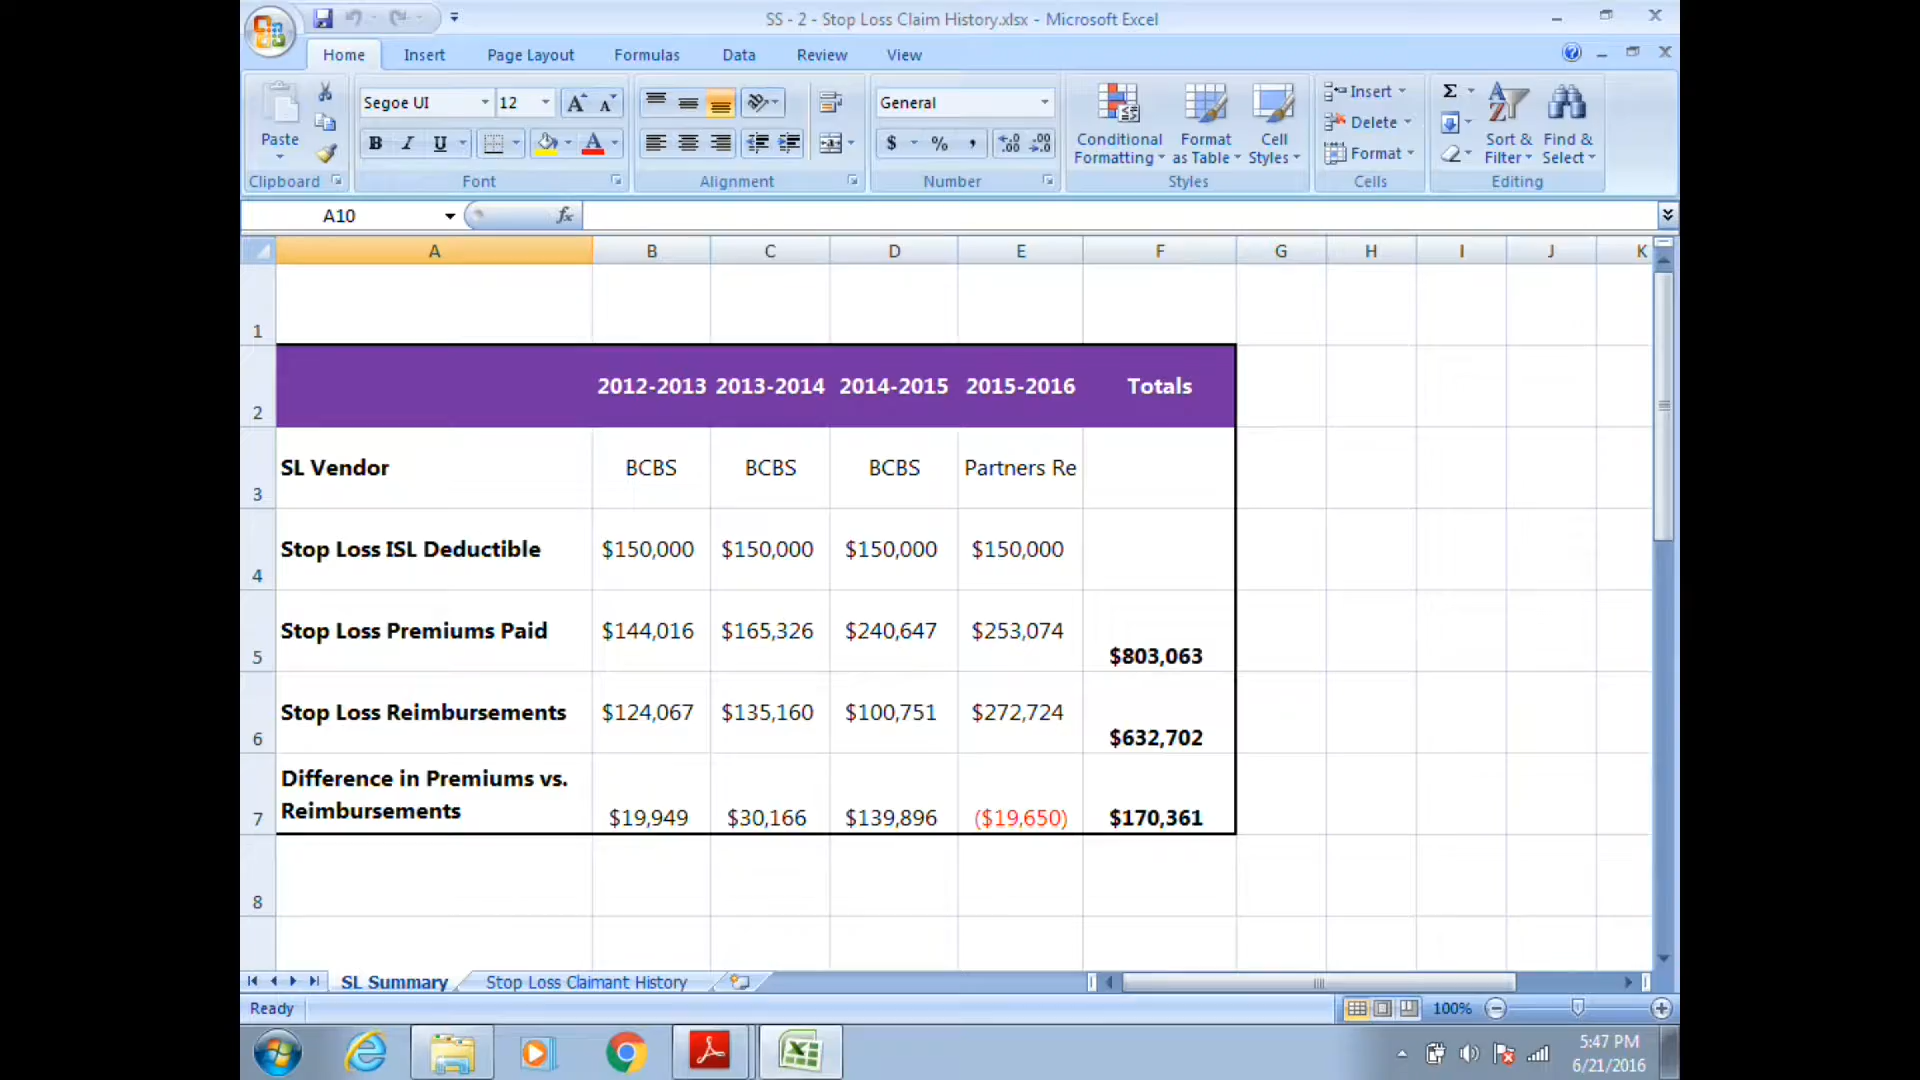 SS - 2 - Stop Loss Claim History.xlsx - Microsoft Excel
Home Insert Page Layout Formulas Data Review View
Segoe UI 12 General
Paste B I U $ % , Conditional Formatting Format as Table Cell Styles Insert Delete Format Σ Sort & Filter Find & Select
Clipboard Font Alignment Number Styles Cells Editing
A10 fx
A B C D E F G H I J K
1
2 2012-2013 2013-2014 2014-2015 2015-2016 Totals
3 SL Vendor BCBS BCBS BCBS Partners Re
4 Stop Loss ISL Deductible $150,000 $150,000 $150,000 $150,000
5 Stop Loss Premiums Paid $144,016 $165,326 $240,647 $253,074 $803,063
6 Stop Loss Reimbursements $124,067 $135,160 $100,751 $272,724 $632,702
Difference in Premiums vs.
7 Reimbursements $19,949 $30,166 $139,896 ($19,650) $170,361
8
SL Summary Stop Loss Claimant History
Ready 100%
5:47 PM
6/21/2016